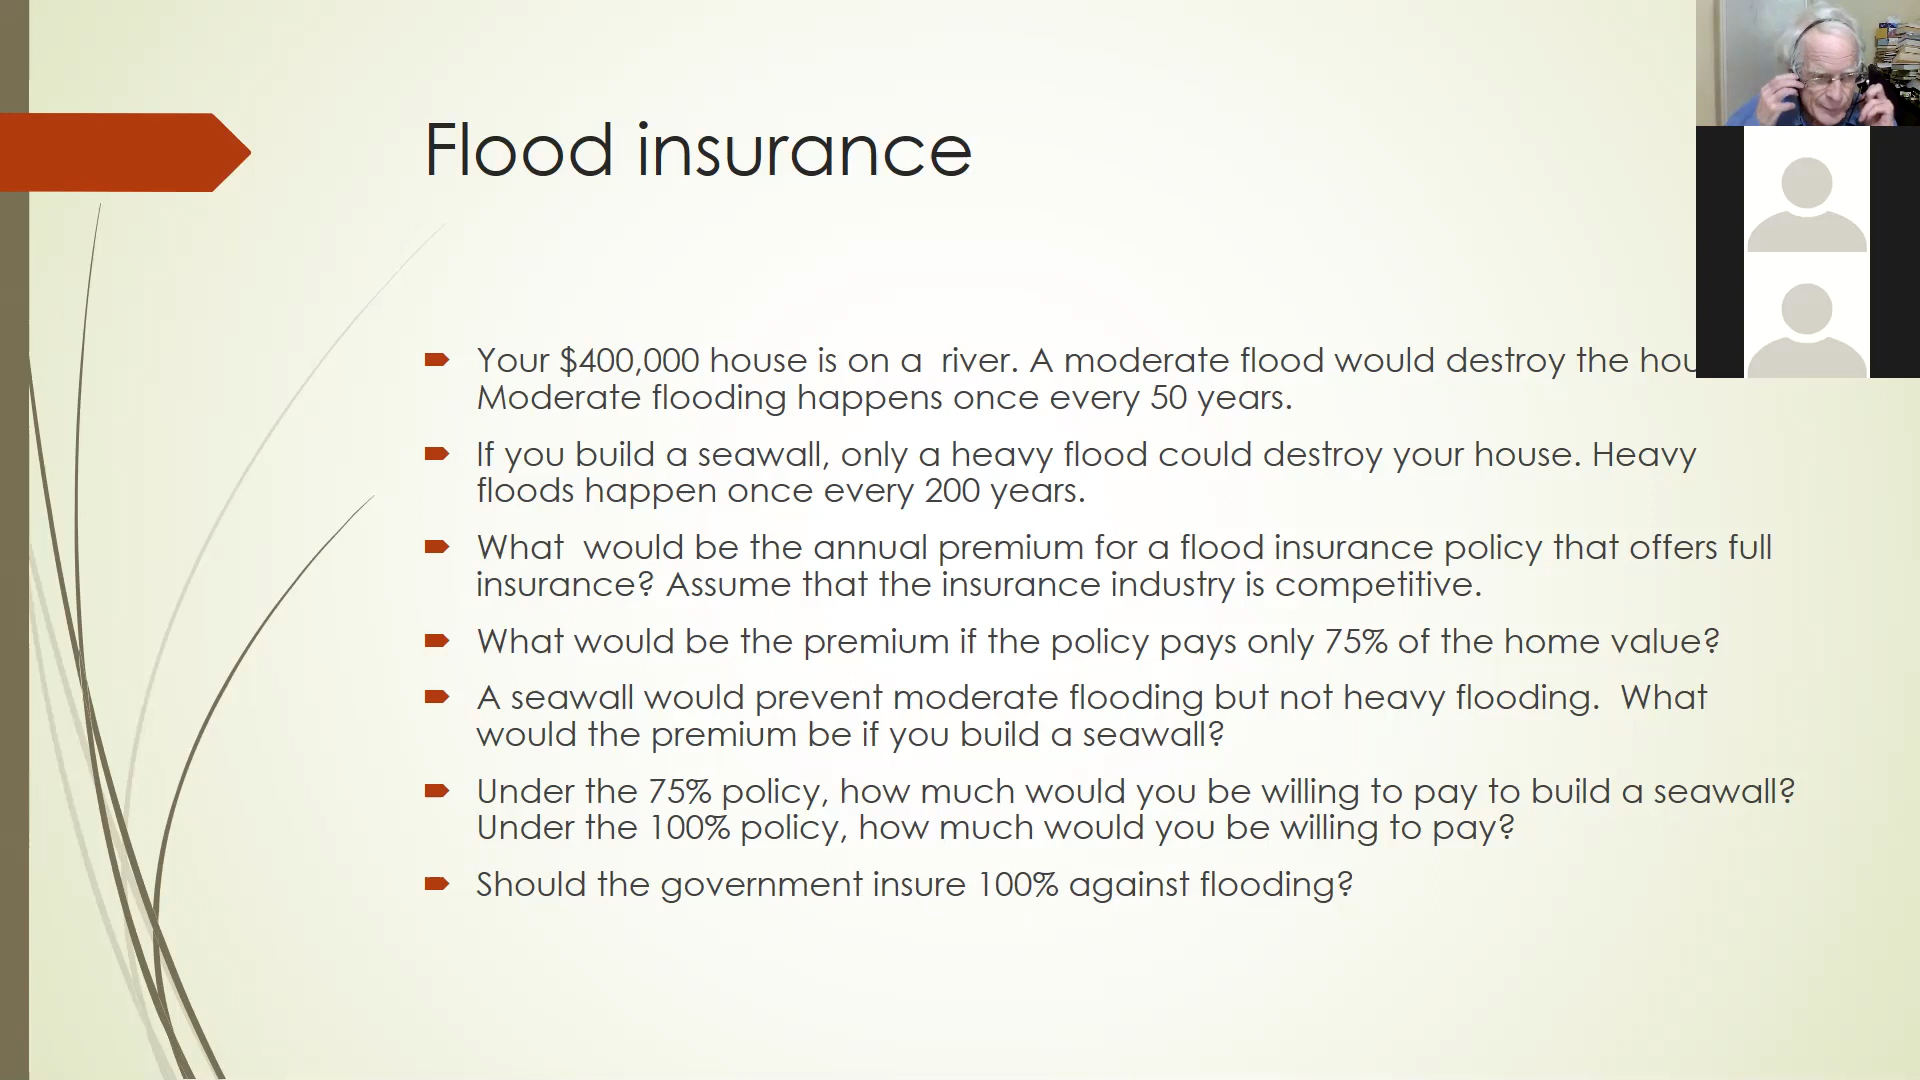 Flood insurance
Your $400,000 house is on a river. A moderate flood would destroy the
Moderate flooding happens once every 50 years.
If you build a seawall, only a heavy flood could destroy your house. Heavy
floods happen once every 200 years.
What would be the annual premium for a flood insurance policy that offers full
insurance? Assume that the insurance industry is competitive.
What would be the premium if the policy pays only 75% of the home value?
A seawall would prevent moderate flooding but not heavy flooding. What
would the premium be if you build a seawall?
Under the 75% policy, how much would you be willing to pay to build a seawall?
Under the 100% policy, how much would you be willing to pay?
Should the government insure 100% against flooding?